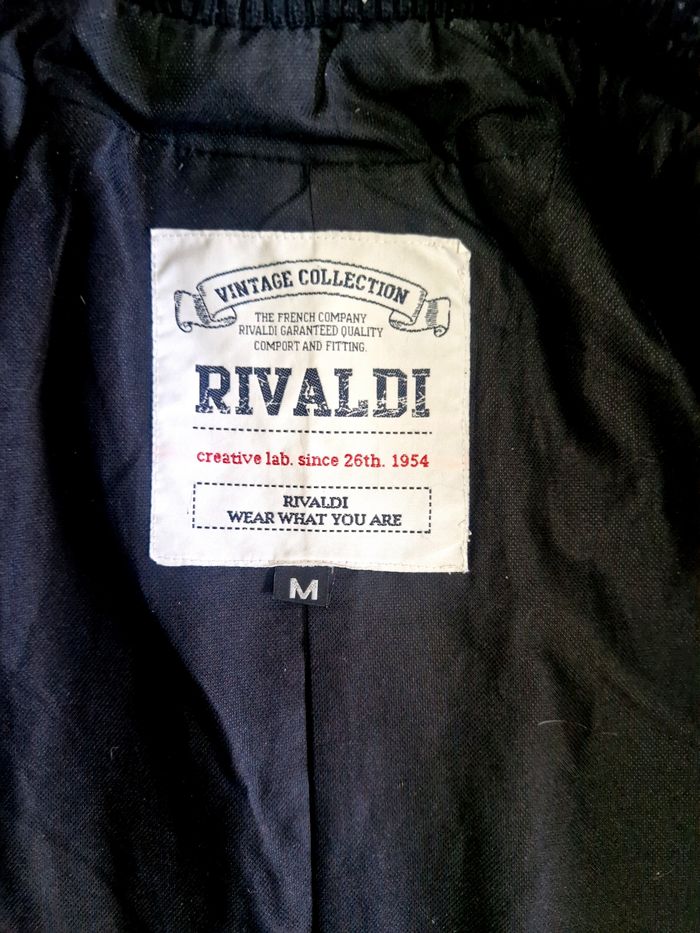 VINTAGE COLLECTION
THE FRENCH COMPANY
RIVALDI GARANTEED QUALITY
COMPORT AND FITTING.
RIVALDI
creative lab. since 26th. 1954
RIVALDI
WEAR WHAT YOU ARE
M